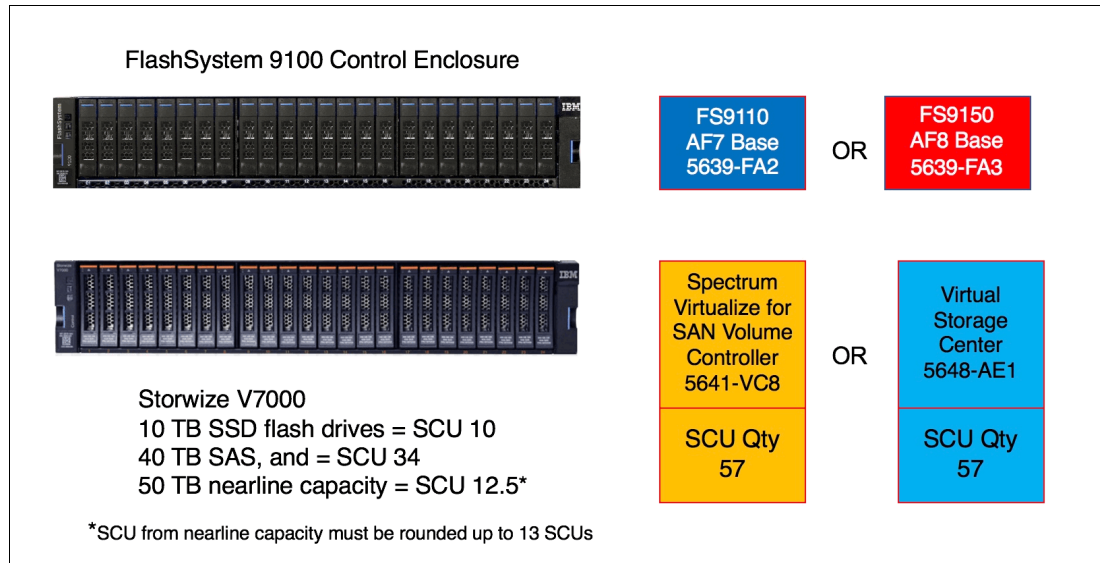 FlashSystem 9100 Control Enclosure
FlashSystem
IBM
FS9110
AF7 Base
5639-FA2
OR
FS9150
AF8 Base
5639-FA3
IBM
Spectrum
Virtualize for
SAN Volume
Controller
5641-VC8
SCU Qty
57
OR
Virtual
Storage
Center
5648-AE1
SCU Qty
57
Storwize V7000
10 TB SSD flash drives = SCU 10
40 TB SAS, and = SCU 34
50 TB nearline capacity = SCU 12.5*
*SCU from nearline capacity must be rounded up to 13 SCUs